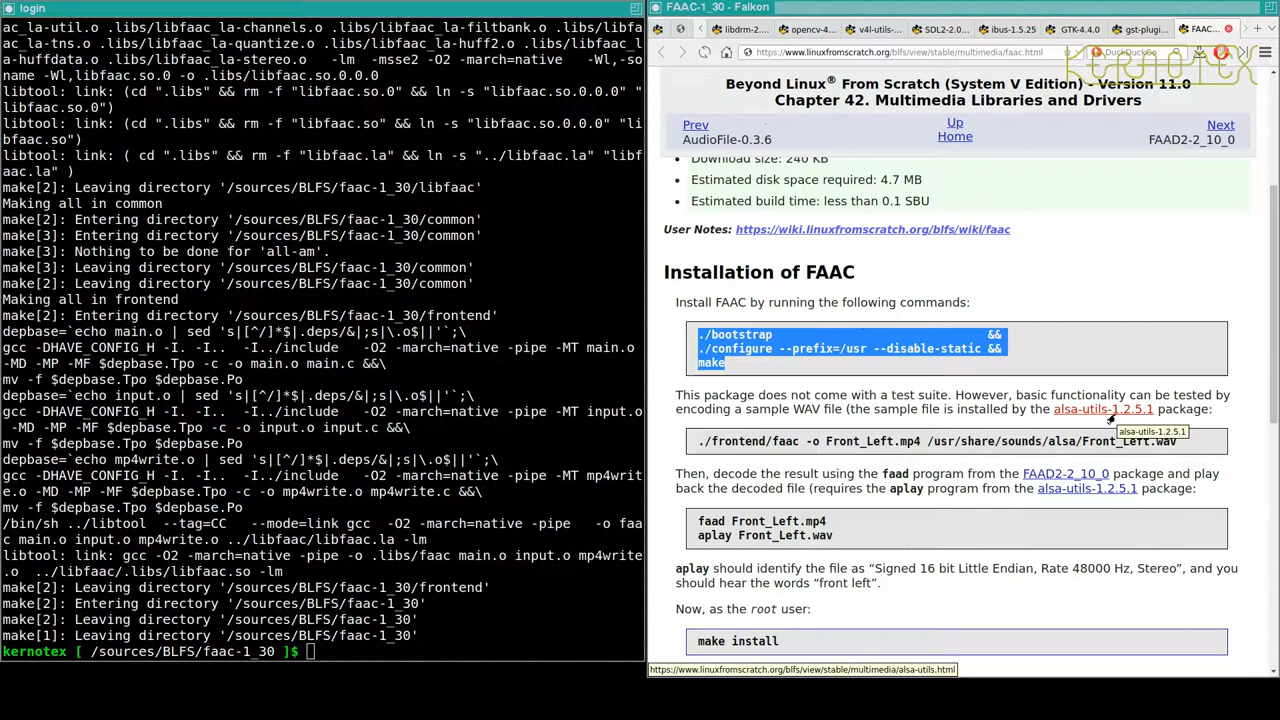 login
ac_la-util.o .libs/libfaac_la-channels.o .libs/libfaac_la-filtbank.o .libs/libfa
ac_la-tns.o .libs/libfaac_la-quantize.o .libs/libfaac_la-huff2.o .libs/libfaac_l
a-huffdata.o .libs/libfaac_la-stereo.o   -lm  -msse2 -O2 -march=native  -Wl,-so
name -Wl,libfaac.so.0 -o .libs/libfaac.so.0.0.0
libtool: link: (cd ".libs" && rm -f "libfaac.so.0" && ln -s "libfaac.so.0.0.0" "
libfaac.so.0")
libtool: link: (cd ".libs" && rm -f "libfaac.so" && ln -s "libfaac.so.0.0.0" "li
bfaac.so")
libtool: link: ( cd ".libs" && rm -f "libfaac.la" && ln -s "../libfaac.la" "libf
aac.la" )
make[2]: Leaving directory '/sources/BLFS/faac-1_30/libfaac'
Making all in common
make[2]: Entering directory '/sources/BLFS/faac-1_30/common'
make[3]: Entering directory '/sources/BLFS/faac-1_30/common'
make[3]: Nothing to be done for 'all-am'.
make[3]: Leaving directory '/sources/BLFS/faac-1_30/common'
make[2]: Leaving directory '/sources/BLFS/faac-1_30/common'
Making all in frontend
make[2]: Entering directory '/sources/BLFS/faac-1_30/frontend'
depbase=`echo main.o | sed 's|[^/]*$|.deps/&|;s|\.o$||'`;\
gcc -DHAVE_CONFIG_H -I. -I.. -I../include  -O2 -march=native -pipe -MT main.o
-MD -MP -MF $depbase.Tpo -c -o main.o main.c &&\
mv -f $depbase.Tpo $depbase.Po
depbase=`echo input.o | sed 's|[^/]*$|.deps/&|;s|\.o$||'`;\
gcc -DHAVE_CONFIG_H -I. -I.. -I../include  -O2 -march=native -pipe -MT input.o
 -MD -MP -MF $depbase.Tpo -c -o input.o input.c &&\
mv -f $depbase.Tpo $depbase.Po
depbase=`echo mp4write.o | sed 's|[^/]*$|.deps/&|;s|\.o$||'`;\
gcc -DHAVE_CONFIG_H -I. -I.. -I../include  -O2 -march=native -pipe -MT mp4writ
e.o -MD -MP -MF $depbase.Tpo -c -o mp4write.o mp4write.c &&\
mv -f $depbase.Tpo $depbase.Po
/bin/sh ../libtool  --tag=CC   --mode=link gcc  -O2 -march=native -pipe   -o faa
c main.o input.o mp4write.o ../libfaac/libfaac.la -lm
libtool: link: gcc -O2 -march=native -pipe -o .libs/faac main.o input.o mp4write
.o  ../libfaac/.libs/libfaac.so -lm
make[2]: Leaving directory '/sources/BLFS/faac-1_30/frontend'
make[2]: Entering directory '/sources/BLFS/faac-1_30'
make[2]: Leaving directory '/sources/BLFS/faac-1_30'
make[1]: Leaving directory '/sources/BLFS/faac-1_30'
kernotex [ /sources/BLFS/faac-1_30 ]$
FAAC-1_30 - Falkon
libdrm-2.... opencv-4... v4l-utils-... SDL2-2.0... ibus-1.5.25 GTK-4.4.0 gst-plugi... FAAC...
https://www.linuxfromscratch.org/blfs/view/stable/multimedia/faac.html DuckDuckGo
KERNOTEX
Beyond Linux® From Scratch (System V Edition) - Version 11.0
Chapter 42. Multimedia Libraries and Drivers
Prev Up Next
AudioFile-0.3.6 Home FAAD2-2_10_0
Download size: 240 KB
Estimated disk space required: 4.7 MB
Estimated build time: less than 0.1 SBU
User Notes: https://wiki.linuxfromscratch.org/blfs/wiki/faac
Installation of FAAC
Install FAAC by running the following commands:
./bootstrap                              &&
./configure --prefix=/usr --disable-static &&
make
This package does not come with a test suite. However, basic functionality can be tested by
encoding a sample WAV file (the sample file is installed by the alsa-utils-1.2.5.1 package:
alsa-utils-1.2.5.1
./frontend/faac -o Front_Left.mp4 /usr/share/sounds/alsa/Front_Left.wav
Then, decode the result using the faad program from the FAAD2-2_10_0 package and play
back the decoded file (requires the aplay program from the alsa-utils-1.2.5.1 package:
faad Front_Left.mp4
aplay Front_Left.wav
aplay should identify the file as “Signed 16 bit Little Endian, Rate 48000 Hz, Stereo”, and you
should hear the words “front left”.
Now, as the root user:
make install
https://www.linuxfromscratch.org/blfs/view/stable/multimedia/alsa-utils.html